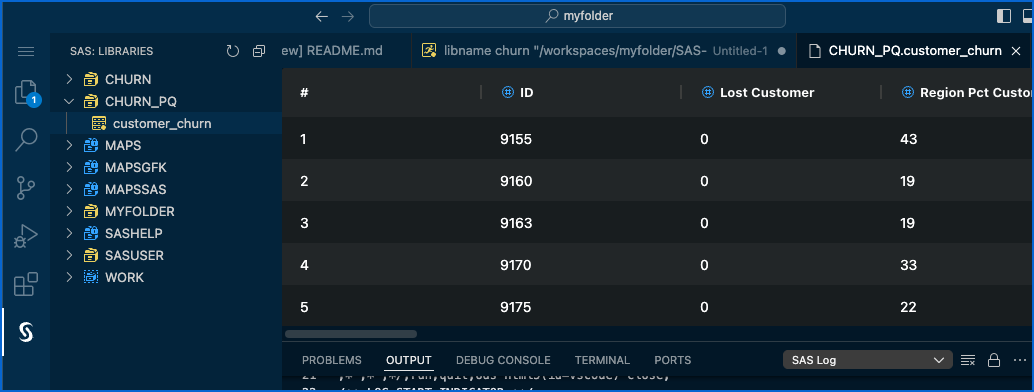 myfolder
SAS: LIBRARIES
CHURN
CHURN_PQ
customer_churn
MAPS
MAPSGFK
MAPSSAS
MYFOLDER
SASHELP
SASUSER
WORK
1
ew] README.md
libname churn "/workspaces/myfolder/SAS- Untitled-1
CHURN_PQ.customer_churn
# ID Lost Customer Region Pct Custo
1 9155 0 43
2 9160 0 19
3 9163 0 19
4 9170 0 33
5 9175 0 22
PROBLEMS OUTPUT DEBUG CONSOLE TERMINAL PORTS SAS Log